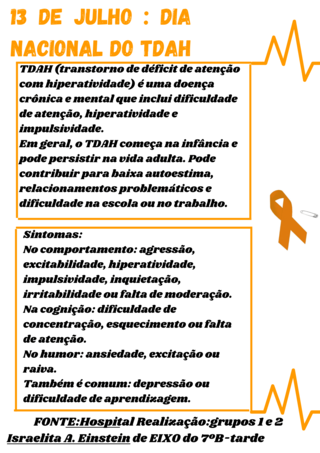 13 DE JULHO : DIA
NACIONAL DO TDAH
TDAH (transtorno de déficit de atenção
com hiperatividade) é uma doença
crônica e mental que inclui dificuldade
de atenção, hiperatividade e
impulsividade.
Em geral, o TDAH começa na infância e
pode persistir na vida adulta. Pode
contribuir para baixa autoestima,
relacionamentos problemáticos e
dificuldade na escola ou no trabalho.
Sintomas:
No comportamento: agressão,
excitabilidade, hiperatividade,
impulsividade, inquietação,
irritabilidade ou falta de moderação.
Na cognição: dificuldade de
concentração, esquecimento ou falta
de atenção.
No humor: ansiedade, excitação ou
raiva.
Também é comum: depressão ou
dificuldade de aprendizagem.
FONTE:Hospital Realização:grupos 1 e 2
Israelita A. Einstein de EIXO do 7ºB-tarde